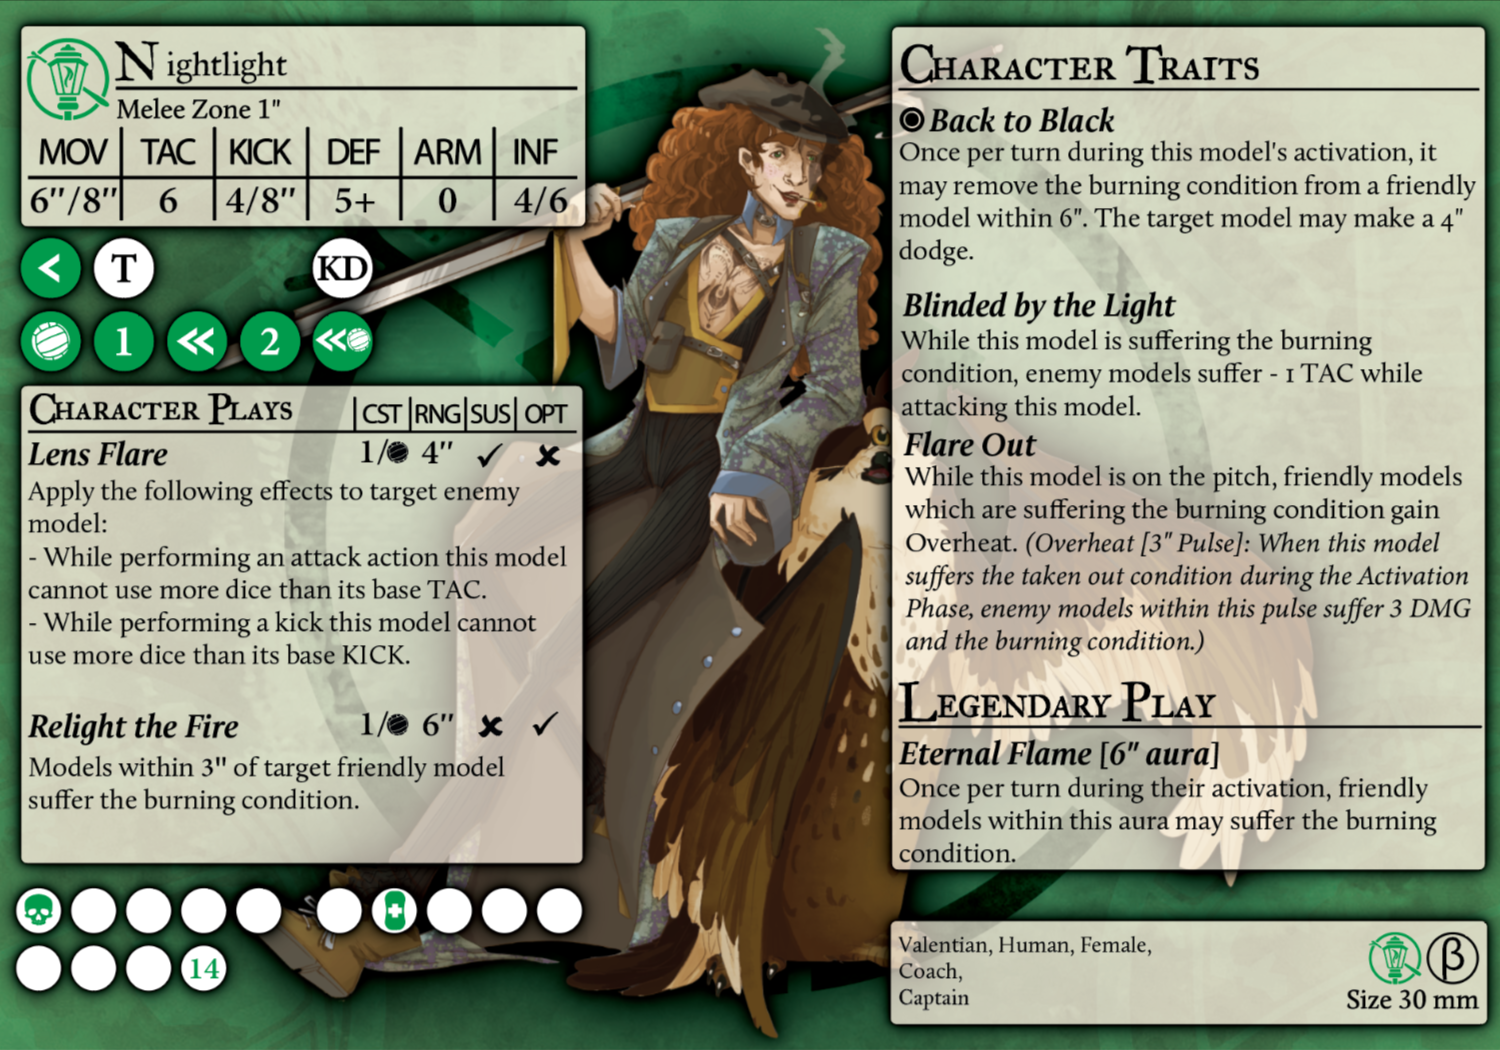 Nightlight
Melee Zone 1"
MOV TAC KICK DEF ARM INF
6"/8" 6 4/8" 5+ 0 4/6
< T KD
1 << 2 <<
Character Plays CST RNG SUS OPT
Lens Flare 1/ 4" ✓ ✗
Apply the following effects to target enemy
model:
- While performing an attack action this model
cannot use more dice than its base TAC.
- While performing a kick this model cannot
use more dice than its base KICK.
Relight the Fire 1/ 6" ✗ ✓
Models within 3" of target friendly model
suffer the burning condition.
14
Character Traits
Back to Black
Once per turn during this model's activation, it
may remove the burning condition from a friendly
model within 6". The target model may make a 4"
dodge.
Blinded by the Light
While this model is suffering the burning
condition, enemy models suffer - 1 TAC while
attacking this model.
Flare Out
While this model is on the pitch, friendly models
which are suffering the burning condition gain
Overheat. (Overheat [3" Pulse]: When this model
suffers the taken out condition during the Activation
Phase, enemy models within this pulse suffer 3 DMG
and the burning condition.)
Legendary Play
Eternal Flame [6" aura]
Once per turn during their activation, friendly
models within this aura may suffer the burning
condition.
Valentian, Human, Female,
Coach,
Captain
β
Size 30 mm